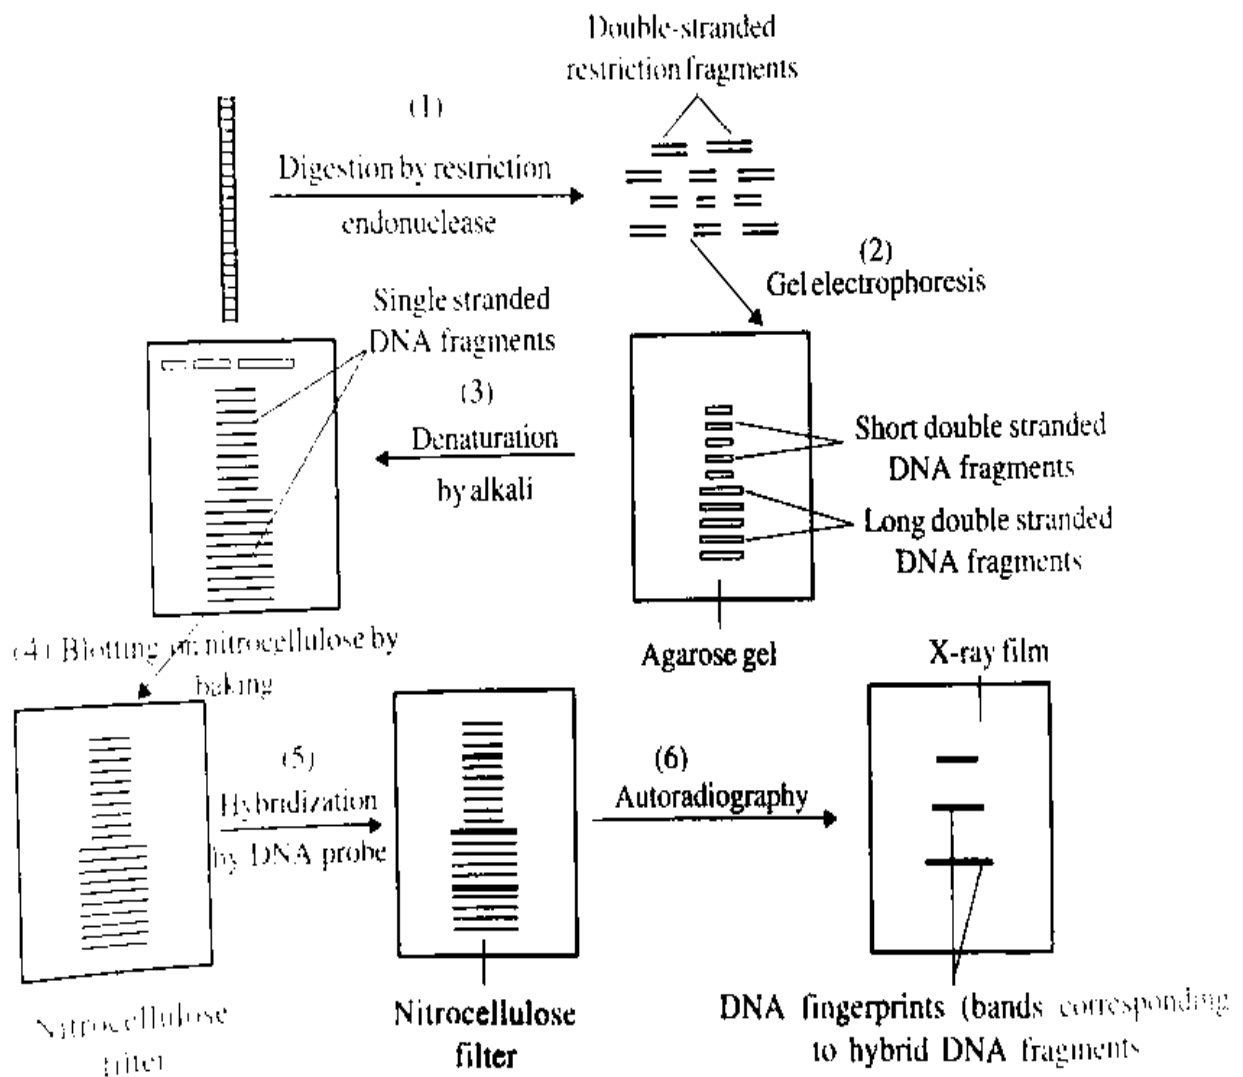 Double-stranded
restriction fragments
(1)
Digestion by restriction
endonuclease
(2)
Gel electrophoresis
Single stranded
DNA fragments
(3)
Denaturation
by alkali
Short double stranded
DNA fragments
Long double stranded
DNA fragments
Agarose gel
(4) Blotting on nitrocellulose by
baking
X-ray film
(5)
Hybridization
by DNA probe
(6)
Autoradiography
Nitrocellulose
filter
Nitrocellulose
filter
DNA fingerprints (bands corresponding
to hybrid DNA fragments